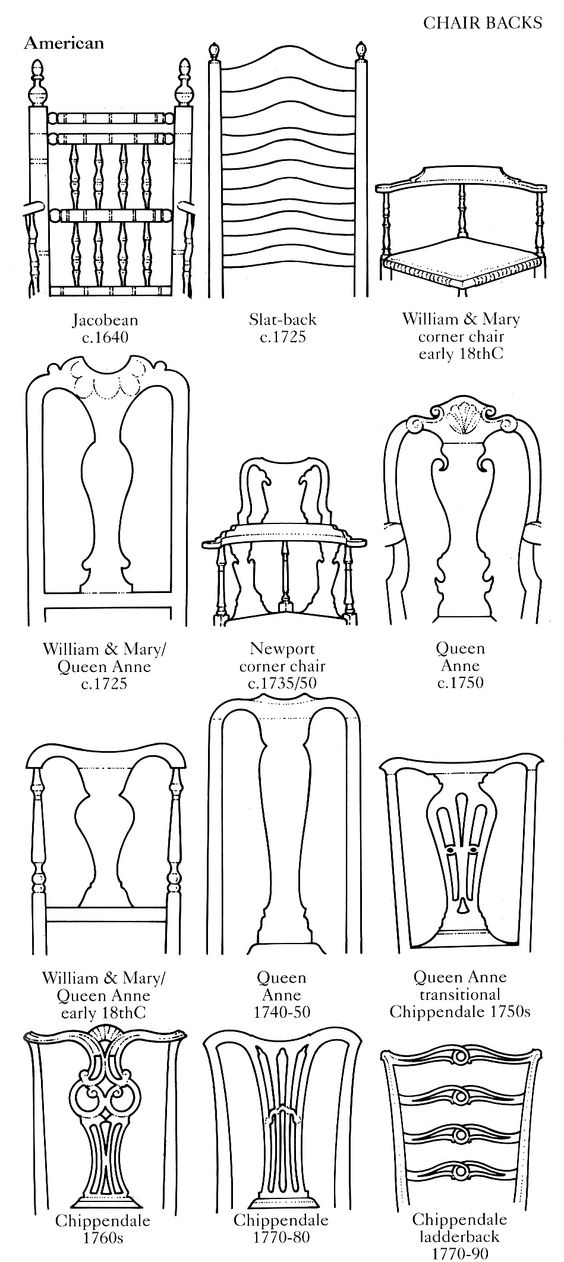 CHAIR BACKS
American
Jacobean
c.1640
Slat-back
c.1725
William & Mary
corner chair
early 18thC
William & Mary/
Queen Anne
c.1725
Newport
corner chair
c.1735/50
Queen
Anne
c.1750
William & Mary/
Queen Anne
early 18thC
Queen
Anne
1740-50
Queen Anne
transitional
Chippendale 1750s
Chippendale
1760s
Chippendale
1770-80
Chippendale
ladderback
1770-90